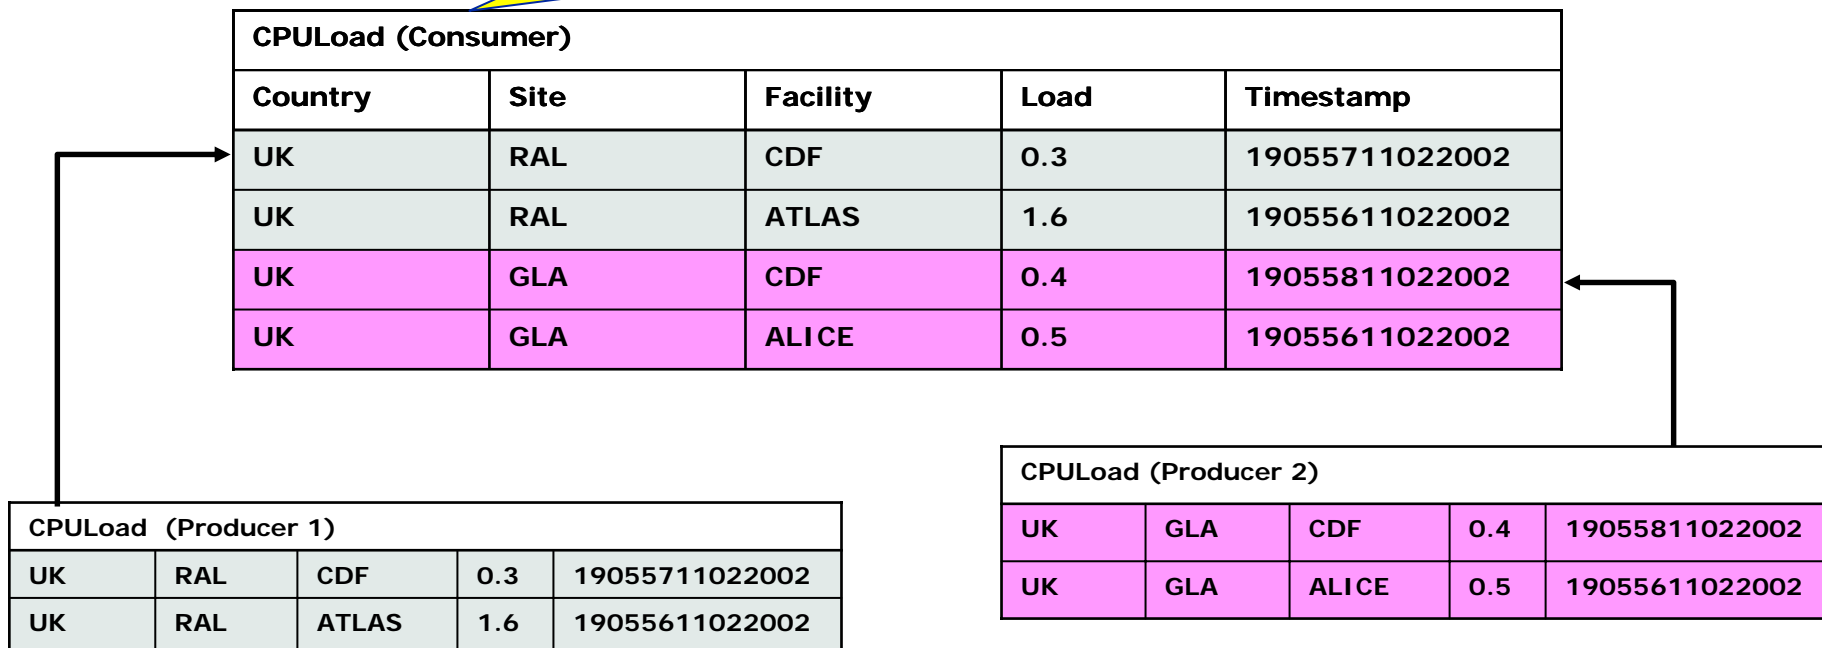 CPULoad (Consumer)
Country Site Facility Load Timestamp
UK RAL CDF 0.3 19055711022002
UK RAL ATLAS 1.6 19055611022002
UK GLA CDF 0.4 19055811022002
UK GLA ALICE 0.5 19055611022002
CPULoad (Producer 1)
UK RAL CDF 0.3 19055711022002
UK RAL ATLAS 1.6 19055611022002
CPULoad (Producer 2)
UK GLA CDF 0.4 19055811022002
UK GLA ALICE 0.5 19055611022002